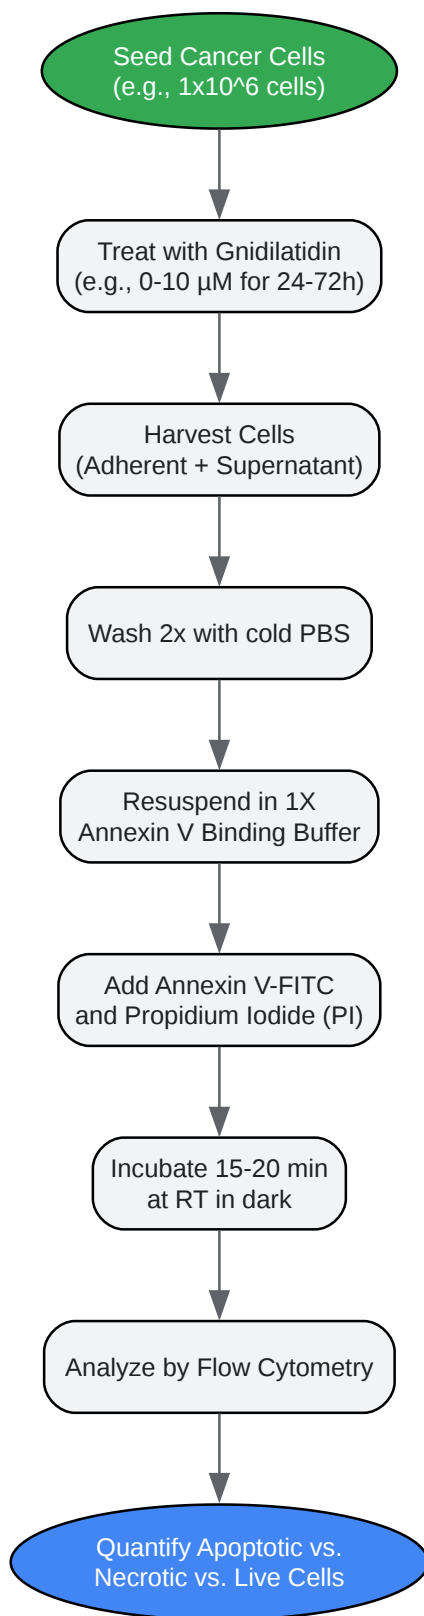 Seed Cancer Cells
(e.g., 1x10^6 cells)
Treat with Gnidilatidin
(e.g., 0-10 µM for 24-72h)
Harvest Cells
(Adherent + Supernatant)
Wash 2x with cold PBS
Resuspend in 1X
Annexin V Binding Buffer
Add Annexin V-FITC
and Propidium Iodide (PI)
Incubate 15-20 min
at RT in dark
Analyze by Flow Cytometry
Quantify Apoptotic vs.
Necrotic vs. Live Cells